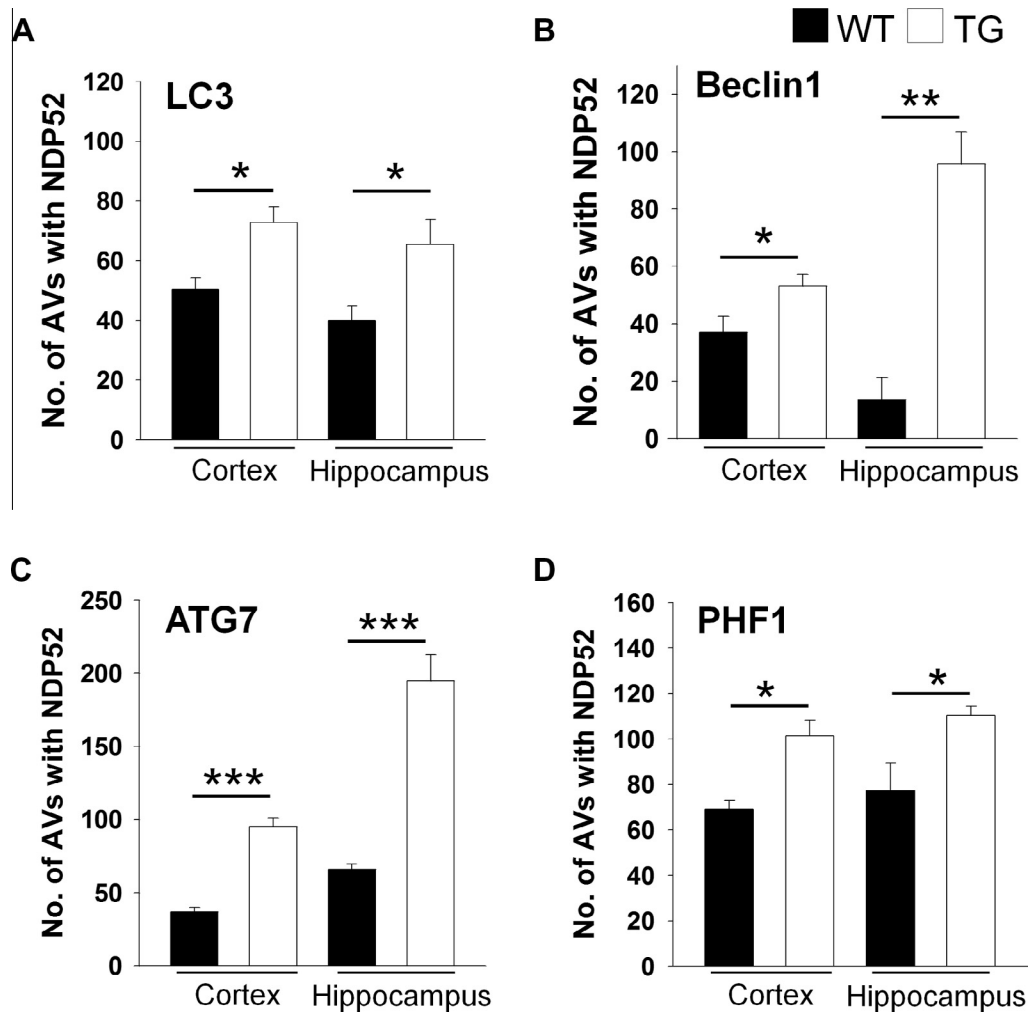 WT TG
A
LC3
No. of AVs with NDP52
120
100
80
60
40
20
0
*
*
Cortex Hippocampus
B
Beclin1
No. of AVs with NDP52
120
100
80
60
40
20
0
*
**
Cortex Hippocampus
C
ATG7
No. of AVs with NDP52
250
200
150
100
50
0
***
***
Cortex Hippocampus
D
PHF1
No. of AVs with NDP52
160
140
120
100
80
60
40
20
0
*
*
Cortex Hippocampus